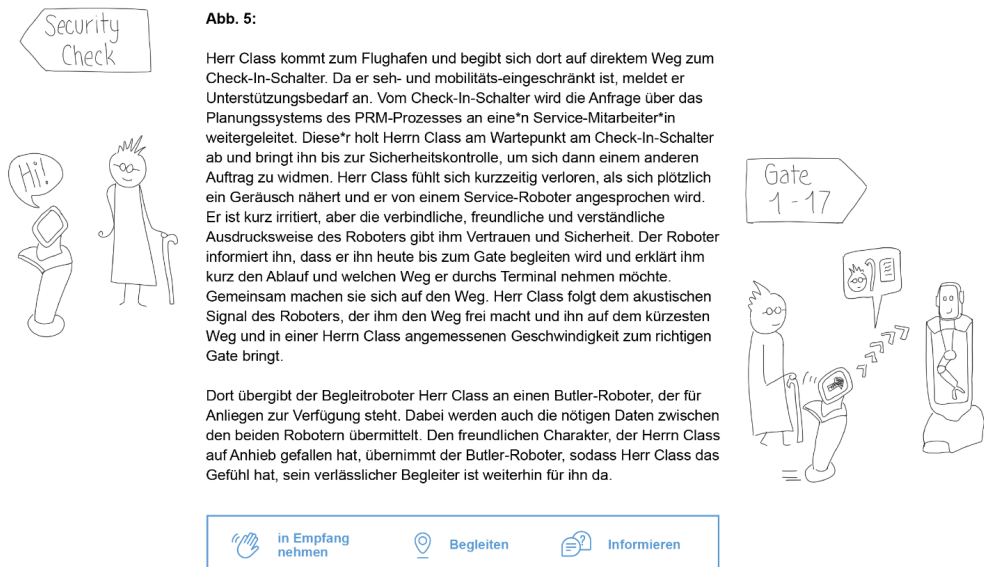 Security
Check
Abb. 5:
Herr Class kommt zum Flughafen und begibt sich dort auf direktem Weg zum
Check-In-Schalter. Da er seh- und mobilitäts-eingeschränkt ist, meldet er
Unterstützungsbedarf an. Vom Check-In-Schalter wird die Anfrage über das
Planungssystems des PRM-Prozesses an eine*n Service-Mitarbeiter*in
weitergeleitet. Diese*r holt Herrn Class am Wartepunkt am Check-In-Schalter
ab und bringt ihn bis zur Sicherheitskontrolle, um sich dann einem anderen
Auftrag zu widmen. Herr Class fühlt sich kurzzeitig verloren, als sich plötzlich
ein Geräusch nähert und er von einem Service-Roboter angesprochen wird.
Er ist kurz irritiert, aber die verbindliche, freundliche und verständliche
Ausdrucksweise des Roboters gibt ihm Vertrauen und Sicherheit. Der Roboter
informiert ihn, dass er ihn heute bis zum Gate begleiten wird und erklärt ihm
kurz den Ablauf und welchen Weg er durchs Terminal nehmen möchte.
Gemeinsam machen sie sich auf den Weg. Herr Class folgt dem akustischen
Signal des Roboters, der ihm den Weg frei macht und ihn auf dem kürzesten
Weg und in einer Herrn Class angemessenen Geschwindigkeit zum richtigen
Gate bringt.
Dort übergibt der Begleitroboter Herr Class an einen Butler-Roboter, der für
Anliegen zur Verfügung steht. Dabei werden auch die nötigen Daten zwischen
den beiden Robotern übermittelt. Den freundlichen Charakter, der Herrn Class
auf Anhieb gefallen hat, übernimmt der Butler-Roboter, sodass Herr Class das
Gefühl hat, sein verlässlicher Begleiter ist weiterhin für ihn da.
Hi!
Gate
1 - 17
in Empfang
nehmen
Begleiten
Informieren